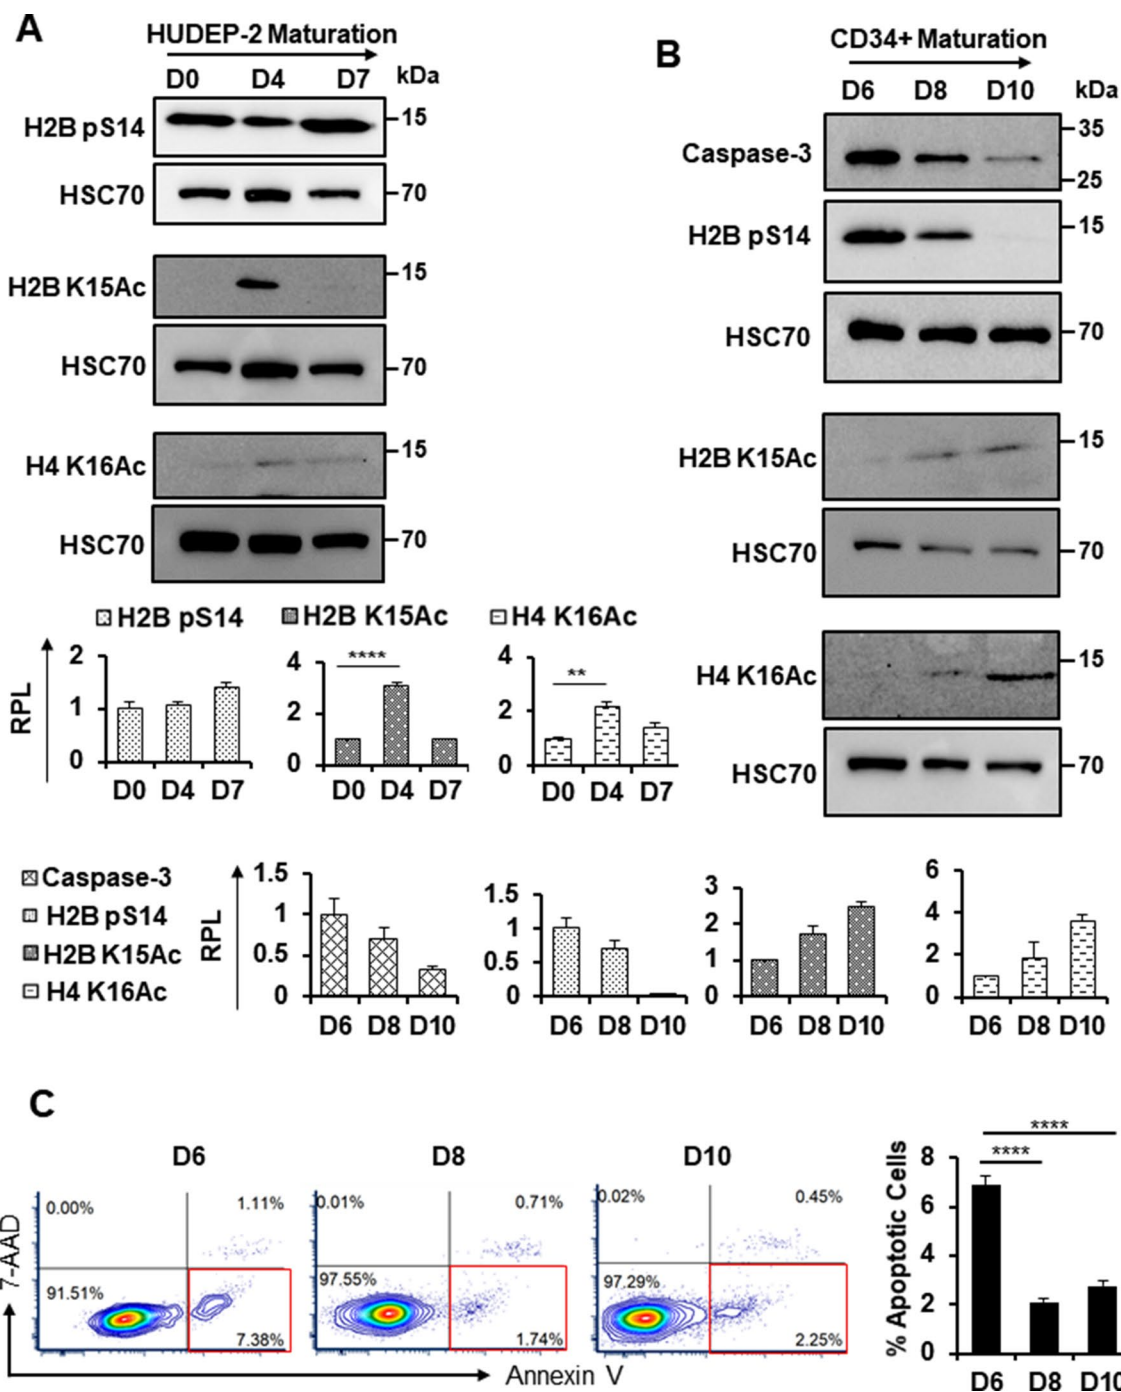 A
HUDEP-2 Maturation
D0 D4 D7 kDa
H2B pS14 15
HSC70 70
H2B K15Ac 15
HSC70 70
H4 K16Ac 15
HSC70 70
H2B pS14 H2B K15Ac H4 K16Ac
RPL
2
1
0
D0 D4 D7
****
4
2
0
D0 D4 D7
**
4
2
0
D0 D4 D7
B
CD34+ Maturation
D6 D8 D10 kDa
Caspase-3 35
25
H2B pS14 15
HSC70 70
H2B K15Ac 15
HSC70 70
H4 K16Ac 15
HSC70 70
Caspase-3
H2B pS14
H2B K15Ac
H4 K16Ac
RPL
1.5
1
0.5
0
D6 D8 D10
1.5
1
0.5
0
D6 D8 D10
3
2
1
0
D6 D8 D10
6
4
2
0
D6 D8 D10
C
D6 D8 D10
7-AAD
0.00% 1.11%
91.51% 7.38%
0.01% 0.71%
97.55% 1.74%
0.02% 0.45%
97.29% 2.25%
Annexin V
% Apoptotic Cells
****
****
8
6
4
2
0
D6 D8 D10